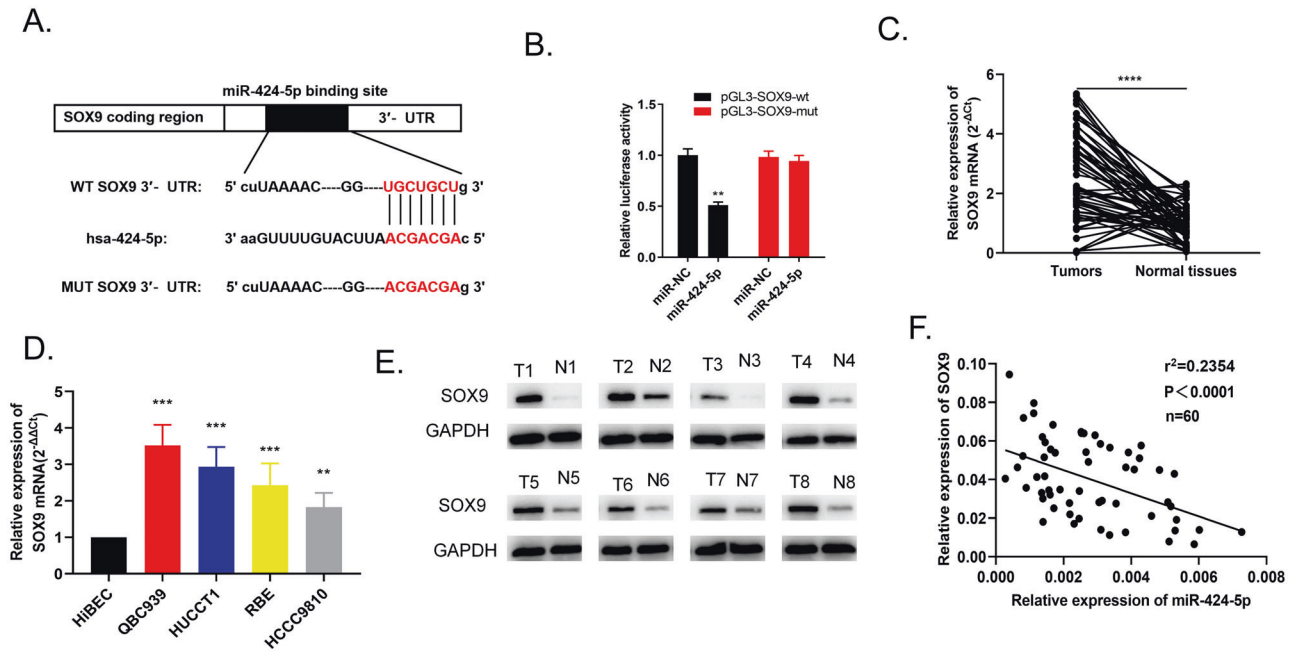 A.
miR-424-5p binding site
SOX9 coding region 3′- UTR
WT SOX9 3′- UTR: 5' cuUAAAAC----GG----UGCUGCUg 3'
hsa-424-5p: 3' aaGUUUUGUACUUAACGACGAc 5'
MUT SOX9 3′- UTR: 5' cuUAAAAC----GG----ACGACGAg 3'
B.
pGL3-SOX9-wt
pGL3-SOX9-mut
Relative luciferase activity
1.5
1.0
0.5
0.0
**
miR-NC
miR-424-5p
miR-NC
miR-424-5p
C.
Relative expression of
SOX9 mRNA (2-ΔCt)
6
4
2
0
****
Tumors Normal tissues
D.
Relative expression of
SOX9 mRNA(2-ΔΔCt)
5
4
3
2
1
0
*** *** *** **
HiBEC
QBC939
HUCCT1
RBE
HCCC9810
E.
T1 N1 T2 N2 T3 N3 T4 N4
SOX9
GAPDH
T5 N5 T6 N6 T7 N7 T8 N8
SOX9
GAPDH
F.
Relative expression of SOX9
0.10
0.08
0.06
0.04
0.02
0.00
r2=0.2354
P<0.0001
n=60
0.000 0.002 0.004 0.006 0.008
Relative expression of miR-424-5p